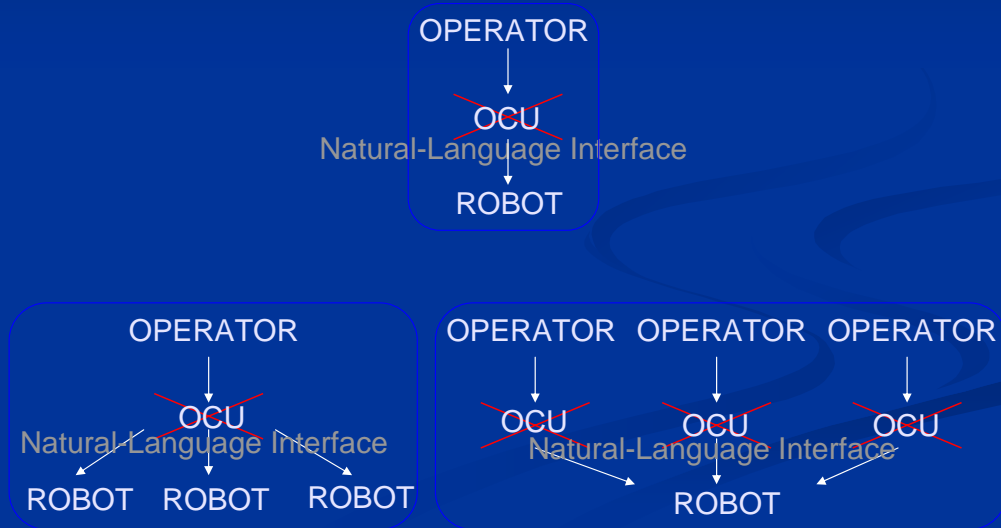 OPERATOR
OCU
Natural-Language Interface
ROBOT
OPERATOR
OCU
Natural-Language Interface
ROBOT ROBOT ROBOT
OPERATOR OPERATOR OPERATOR
OCU OCU OCU
Natural-Language Interface
ROBOT